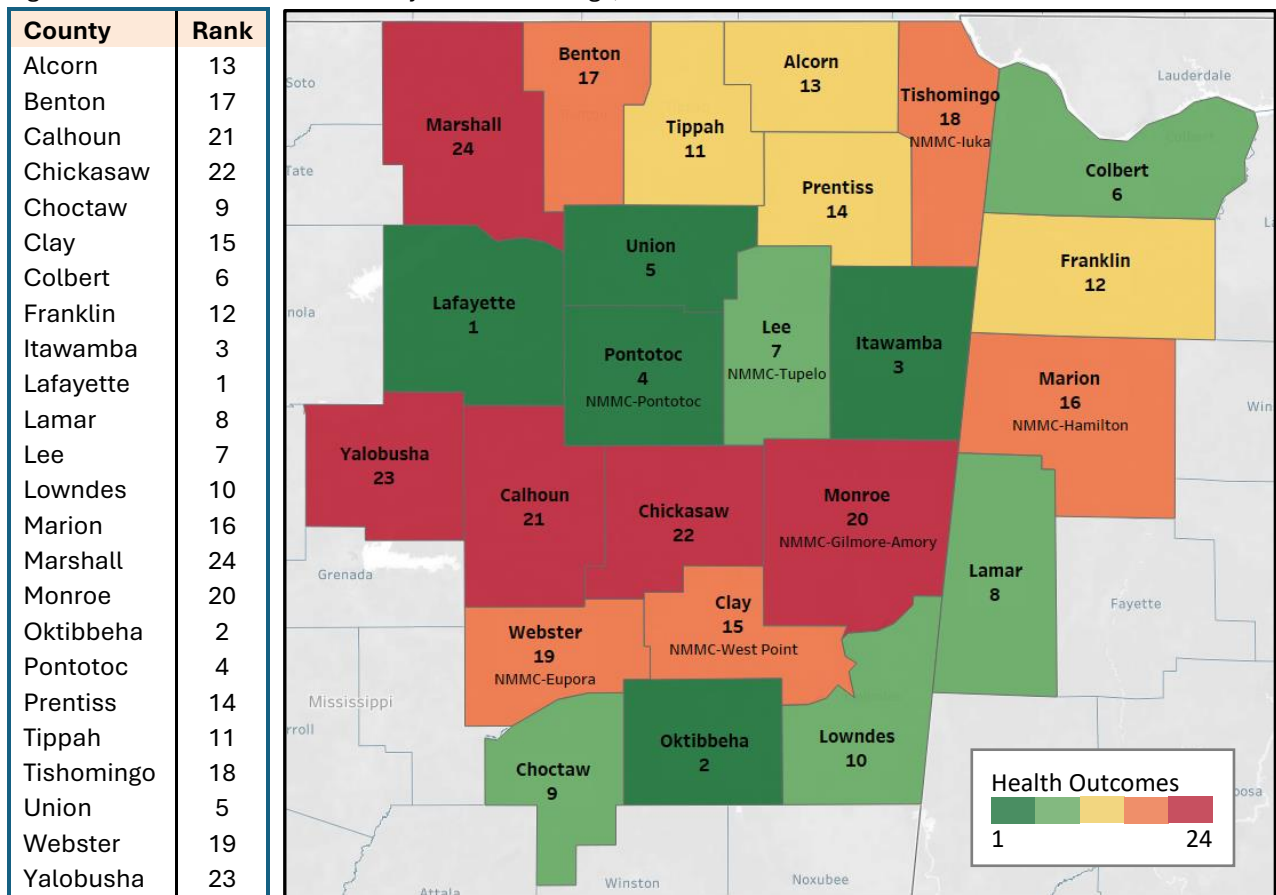 County Rank
Alcorn 13
Benton 17
Calhoun 21
Chickasaw 22
Choctaw 9
Clay 15
Colbert 6
Franklin 12
Itawamba 3
Lafayette 1
Lamar 8
Lee 7
Lowndes 10
Marion 16
Marshall 24
Monroe 20
Oktibbeha 2
Pontotoc 4
Prentiss 14
Tippah 11
Tishomingo 18
Union 5
Webster 19
Yalobusha 23
Soto
Tate
nola
Grenada
Mississippi
rroll
Attala
Winston
Noxubee
Lauderdale
Fayette
Win
Marshall
24
Benton
17
Tippah
11
Alcorn
13
Tishomingo
18
NMMC-Iuka
Prentiss
14
Colbert
6
Franklin
12
Union
5
Lafayette
1
Pontotoc
4
NMMC-Pontotoc
Lee
7
NMMC-Tupelo
Itawamba
3
Marion
16
NMMC-Hamilton
Yalobusha
23
Calhoun
21
Chickasaw
22
Monroe
20
NMMC-Gilmore-Amory
Lamar
8
Clay
15
NMMC-West Point
Webster
19
NMMC-Eupora
Choctaw
9
Oktibbeha
2
Lowndes
10
Health Outcomes
1 24
oosa